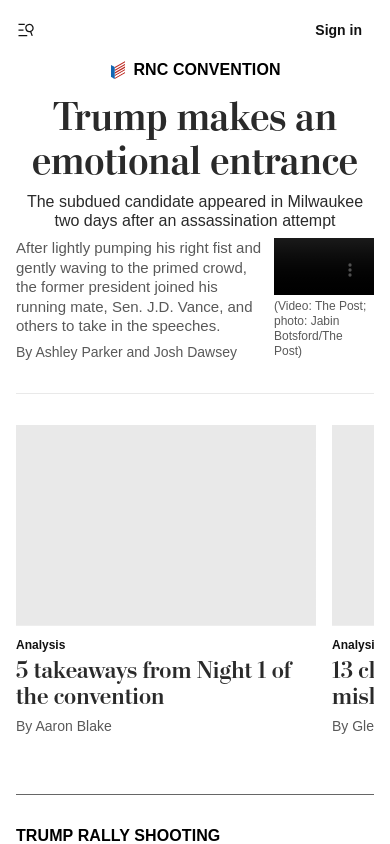 Sign in
RNC CONVENTION
Trump makes an
emotional entrance
The subdued candidate appeared in Milwaukee
two days after an assassination attempt
After lightly pumping his right fist and
gently waving to the primed crowd,
the former president joined his
running mate, Sen. J.D. Vance, and
others to take in the speeches.
By Ashley Parker and Josh Dawsey
(Video: The Post;
photo: Jabin
Botsford/The
Post)
Analysis
5 takeaways from Night 1 of
the convention
By Aaron Blake
13
By
TRUMP RALLY SHOOTING